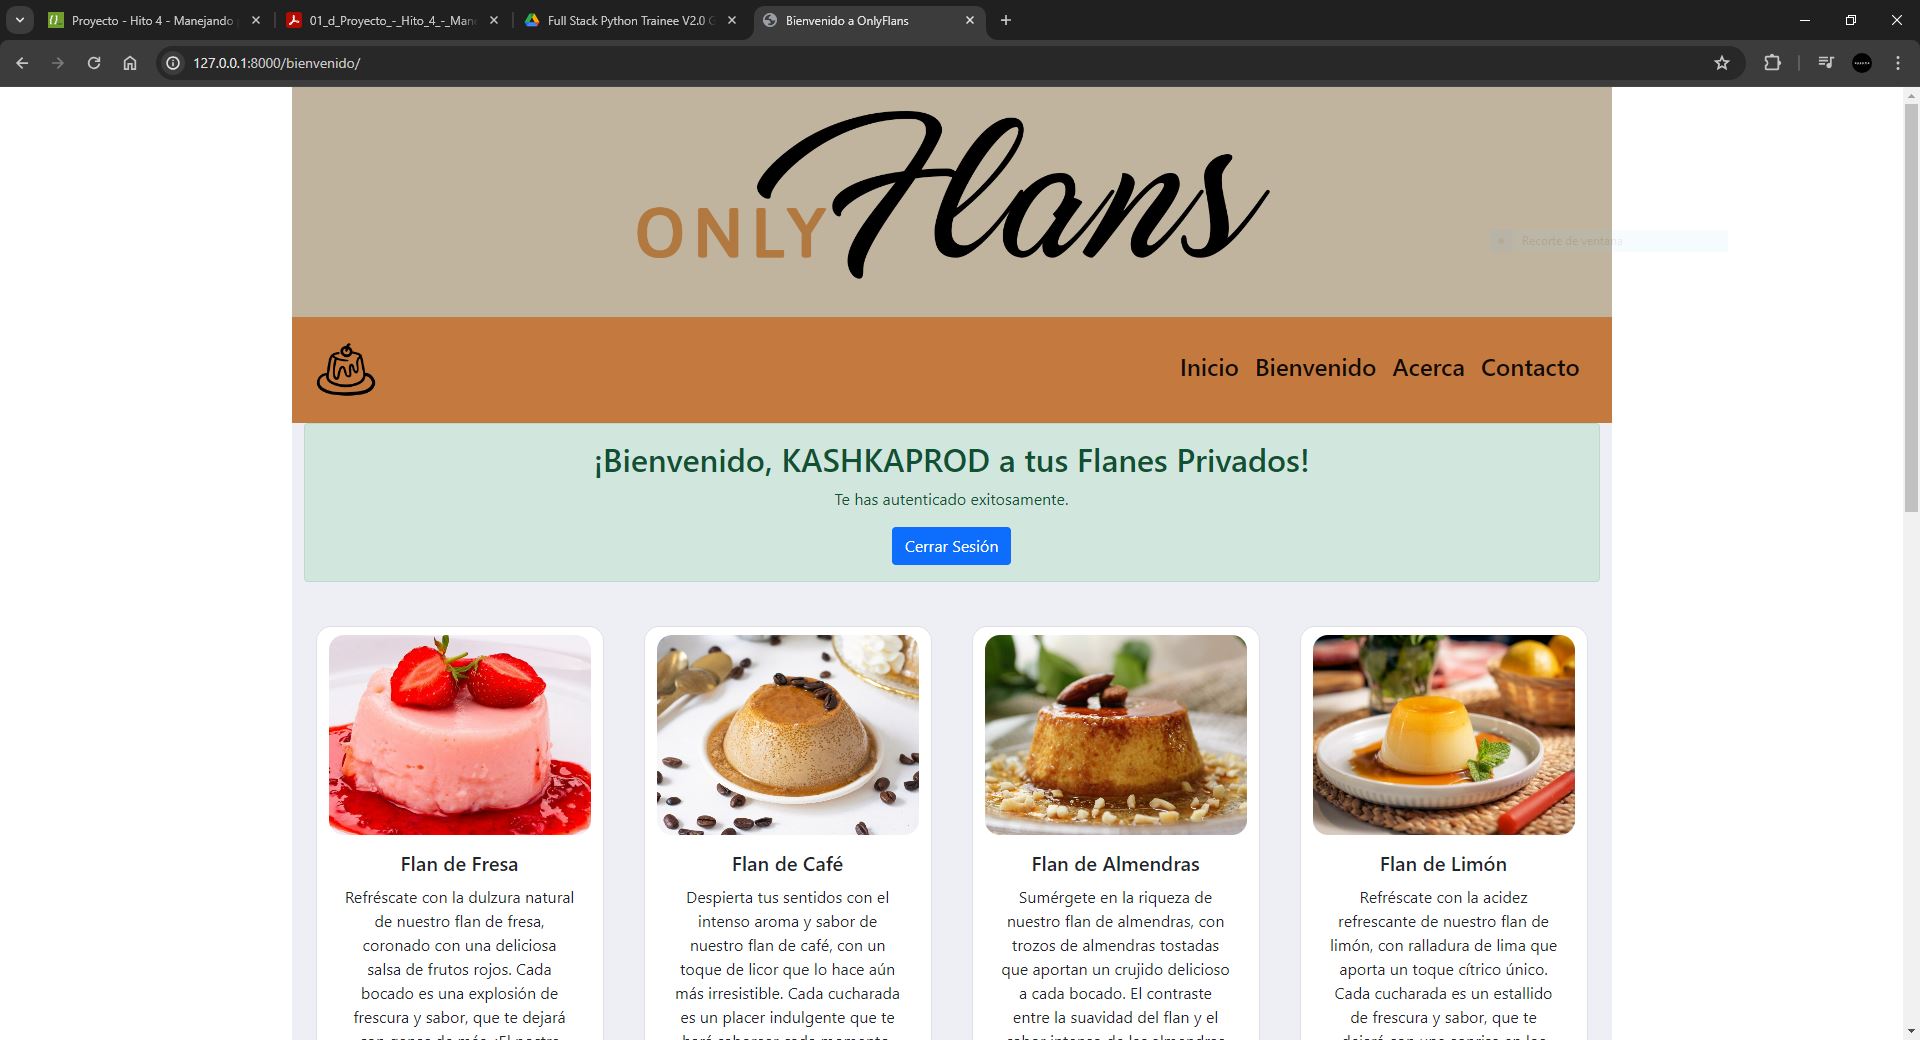 Proyecto - Hito 4 - Manejando
01_d_Proyecto_-_Hito_4_-_Man
Full Stack Python Trainee V2.0 G
Bienvenido a OnlyFlans
127.0.0.1:8000/bienvenido/
ONLY Flans
Recorte de ventana
Inicio Bienvenido Acerca Contacto
¡Bienvenido, KASHKAPROD a tus Flanes Privados!
Te has autenticado exitosamente.
Cerrar Sesión
Flan de Fresa
Refréscate con la dulzura natural
de nuestro flan de fresa,
coronado con una deliciosa
salsa de frutos rojos. Cada
bocado es una explosión de
frescura y sabor, que te dejará
Flan de Café
Despierta tus sentidos con el
intenso aroma y sabor de
nuestro flan de café, con un
toque de licor que lo hace aún
más irresistible. Cada cucharada
es un placer indulgente que te
Flan de Almendras
Sumérgete en la riqueza de
nuestro flan de almendras, con
trozos de almendras tostadas
que aportan un crujido delicioso
a cada bocado. El contraste
entre la suavidad del flan y el
Flan de Limón
Refréscate con la acidez
refrescante de nuestro flan de
limón, con ralladura de lima que
aporta un toque cítrico único.
Cada cucharada es un estallido
de frescura y sabor, que te